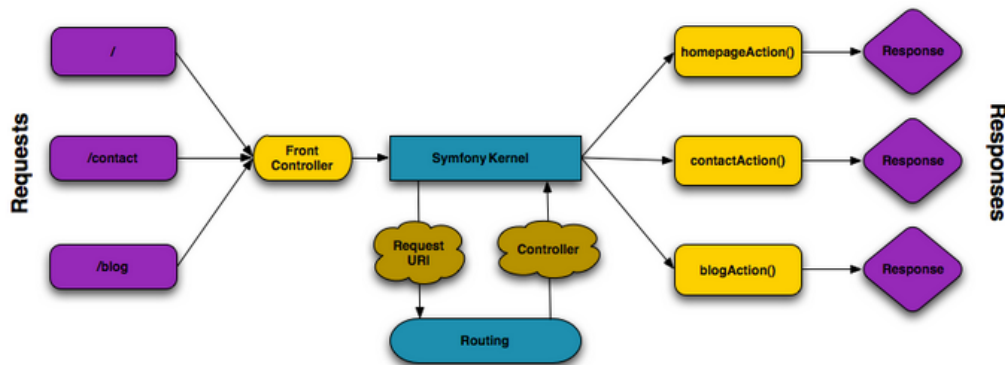 Requests
/
/contact
/blog
Front
Controller
Symfony Kernel
Request
URI
Controller
Routing
homepageAction()
contactAction()
blogAction()
Response
Response
Response
Responses